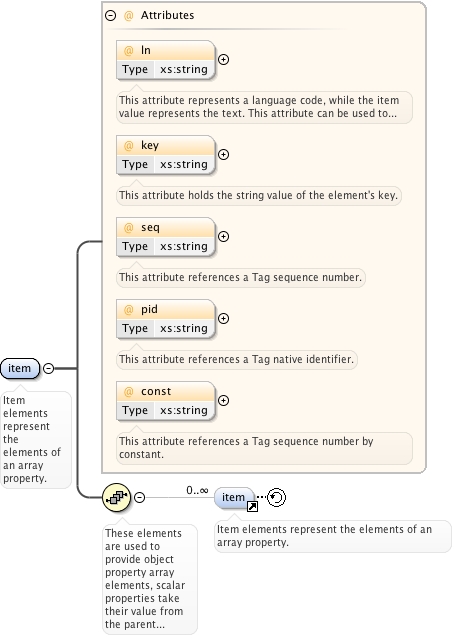 @ Attributes
@ ln
Type xs:string
This attribute represents a language code, while the item
value represents the text. This attribute can be used to...
@ key
Type xs:string
This attribute holds the string value of the element's key.
@ seq
Type xs:string
This attribute references a Tag sequence number.
@ pid
Type xs:string
This attribute references a Tag native identifier.
@ const
Type xs:string
This attribute references a Tag sequence number by
constant.
item
Item
elements
represent
the
elements of
an array
property.
0..∞
item
Item elements represent the elements of an
array property.
These elements
are used to
provide object
property array
elements, scalar
properties take
their value from
the parent...